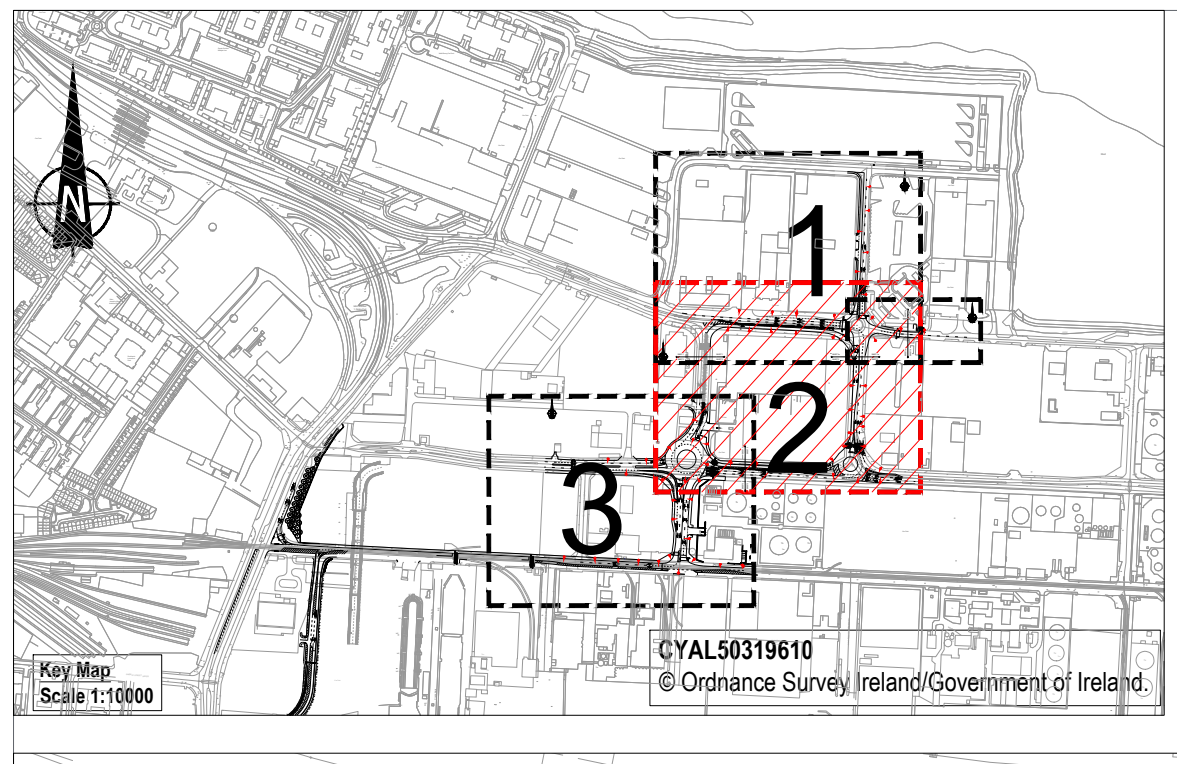 N
1
2
3
Key Map
Scale 1:10000
CYAL50319610
© Ordnance Survey Ireland/Government of Ireland.